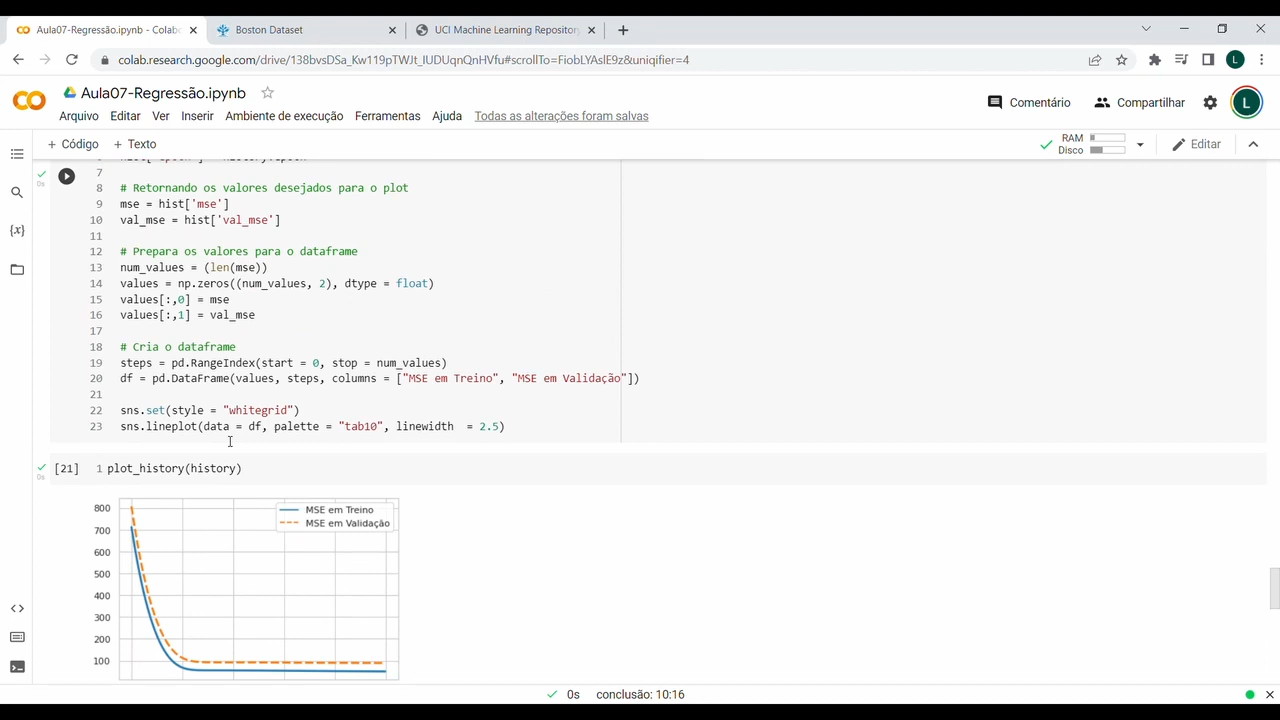 Aula07-Regressão.ipynb - Colab
Boston Dataset
UCI Machine Learning Repository
colab.research.google.com/drive/138bvsDSa_Kw119pTWJt_IUDUqnQnHVfu#scrollTo=FiobLYAslE9z&uniqifier=4
L
Aula07-Regressão.ipynb
Comentário
Compartilhar
L
Arquivo Editar Ver Inserir Ambiente de execução Ferramentas Ajuda Todas as alterações foram salvas
+ Código + Texto
RAM
Disco
Editar
7
0s
8 # Retornando os valores desejados para o plot
9 mse = hist['mse']
10 val_mse = hist['val_mse']
11
12 # Prepara os valores para o dataframe
13 num_values = (len(mse))
14 values = np.zeros((num_values, 2), dtype = float)
15 values[:,0] = mse
16 values[:,1] = val_mse
17
18 # Cria o dataframe
19 steps = pd.RangeIndex(start = 0, stop = num_values)
20 df = pd.DataFrame(values, steps, columns = ["MSE em Treino", "MSE em Validação"])
21
22 sns.set(style = "whitegrid")
23 sns.lineplot(data = df, palette = "tab10", linewidth  = 2.5)
[21] 1 plot_history(history)
0s
800
700
600
500
400
300
200
100
MSE em Treino
MSE em Validação
0s conclusão: 10:16